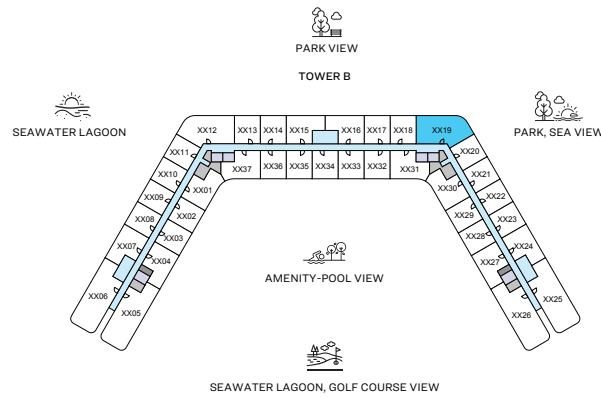 PARK VIEW
TOWER B
SEAWATER LAGOON
PARK, SEA VIEW
XX12
XX13
XX14
XX15
XX16
XX17
XX18
XX19
XX11
XX20
XX10
XX01
XX37
XX36
XX35
XX34
XX33
XX32
XX31
XX30
XX21
XX09
XX02
XX29
XX22
XX08
XX03
XX28
XX23
XX07
XX04
XX27
XX24
XX06
XX05
XX26
XX25
AMENITY-POOL VIEW
SEAWATER LAGOON, GOLF COURSE VIEW